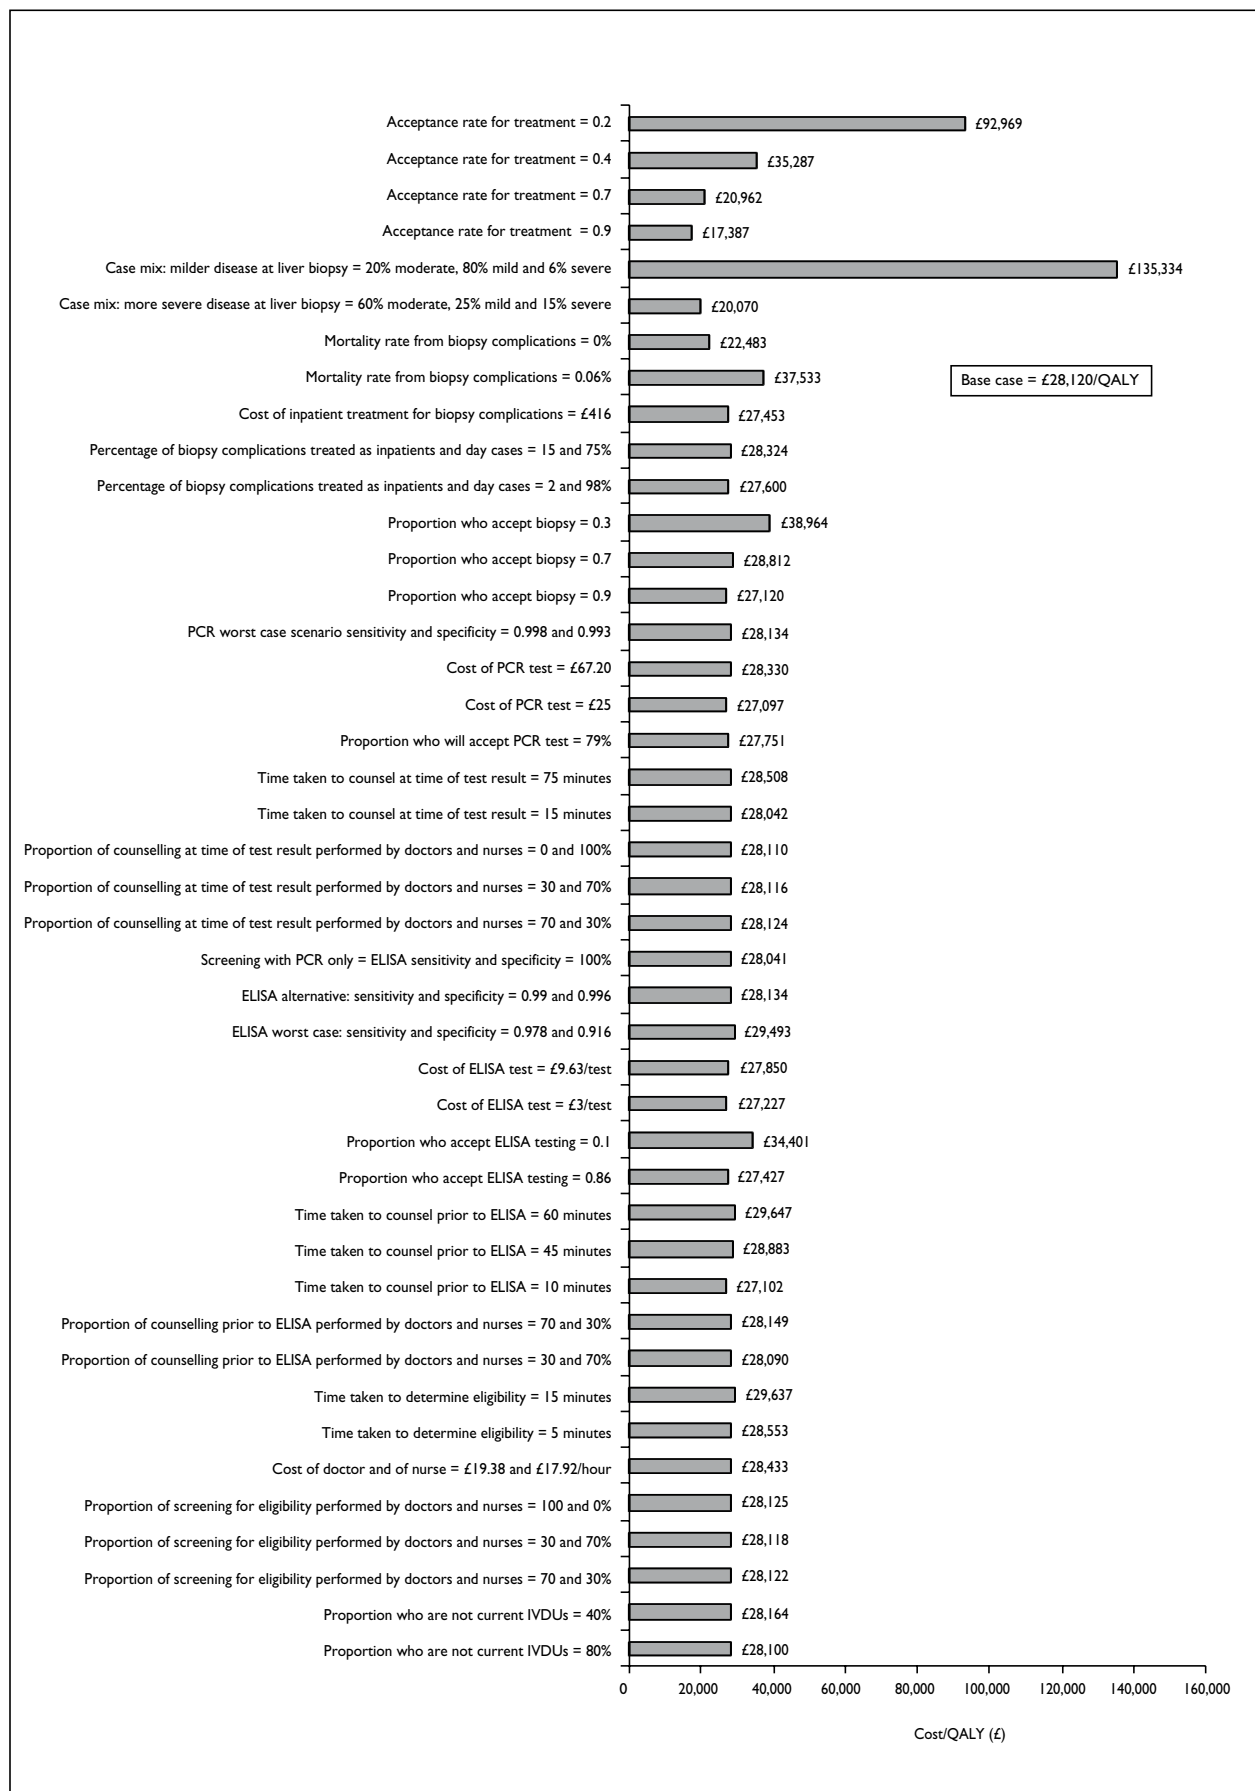 Acceptance rate for treatment = 0.2 £92,969
Acceptance rate for treatment = 0.4 £35,287
Acceptance rate for treatment = 0.7 £20,962
Acceptance rate for treatment = 0.9 £17,387
Case mix: milder disease at liver biopsy = 20% moderate, 80% mild and 6% severe £135,334
Case mix: more severe disease at liver biopsy = 60% moderate, 25% mild and 15% severe £20,070
Mortality rate from biopsy complications = 0% £22,483
Mortality rate from biopsy complications = 0.06% £37,533
Base case = £28,120/QALY
Cost of inpatient treatment for biopsy complications = £416 £27,453
Percentage of biopsy complications treated as inpatients and day cases = 15 and 75% £28,324
Percentage of biopsy complications treated as inpatients and day cases = 2 and 98% £27,600
Proportion who accept biopsy = 0.3 £38,964
Proportion who accept biopsy = 0.7 £28,812
Proportion who accept biopsy = 0.9 £27,120
PCR worst case scenario sensitivity and specificity = 0.998 and 0.993 £28,134
Cost of PCR test = £67.20 £28,330
Cost of PCR test = £25 £27,097
Proportion who will accept PCR test = 79% £27,751
Time taken to counsel at time of test result = 75 minutes £28,508
Time taken to counsel at time of test result = 15 minutes £28,042
Proportion of counselling at time of test result performed by doctors and nurses = 0 and 100% £28,110
Proportion of counselling at time of test result performed by doctors and nurses = 30 and 70% £28,116
Proportion of counselling at time of test result performed by doctors and nurses = 70 and 30% £28,124
Screening with PCR only = ELISA sensitivity and specificity = 100% £28,041
ELISA alternative: sensitivity and specificity = 0.99 and 0.996 £28,134
ELISA worst case: sensitivity and specificity = 0.978 and 0.916 £29,493
Cost of ELISA test = £9.63/test £27,850
Cost of ELISA test = £3/test £27,227
Proportion who accept ELISA testing = 0.1 £34,401
Proportion who accept ELISA testing = 0.86 £27,427
Time taken to counsel prior to ELISA = 60 minutes £29,647
Time taken to counsel prior to ELISA = 45 minutes £28,883
Time taken to counsel prior to ELISA = 10 minutes £27,102
Proportion of counselling prior to ELISA performed by doctors and nurses = 70 and 30% £28,149
Proportion of counselling prior to ELISA performed by doctors and nurses = 30 and 70% £28,090
Time taken to determine eligibility = 15 minutes £29,637
Time taken to determine eligibility = 5 minutes £28,553
Cost of doctor and of nurse = £19.38 and £17.92/hour £28,433
Proportion of screening for eligibility performed by doctors and nurses = 100 and 0% £28,125
Proportion of screening for eligibility performed by doctors and nurses = 30 and 70% £28,118
Proportion of screening for eligibility performed by doctors and nurses = 70 and 30% £28,122
Proportion who are not current IVDUs = 40% £28,164
Proportion who are not current IVDUs = 80% £28,100
0 20,000 40,000 60,000 80,000 100,000 120,000 140,000 160,000
Cost/QALY (£)